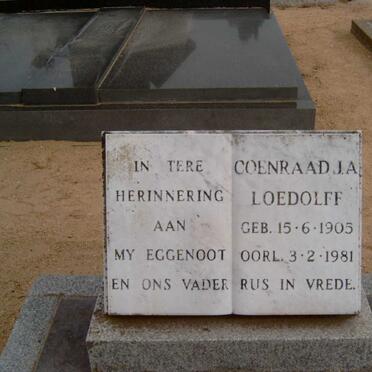 IN TERE
HERINNERING
AAN
MY EGGENOOT
EN ONS VADER
COENRAAD J.A.
LOEDOLFF
GEB. 15·6·1905
OORL. 3·2·1981
RUS IN VREDE.